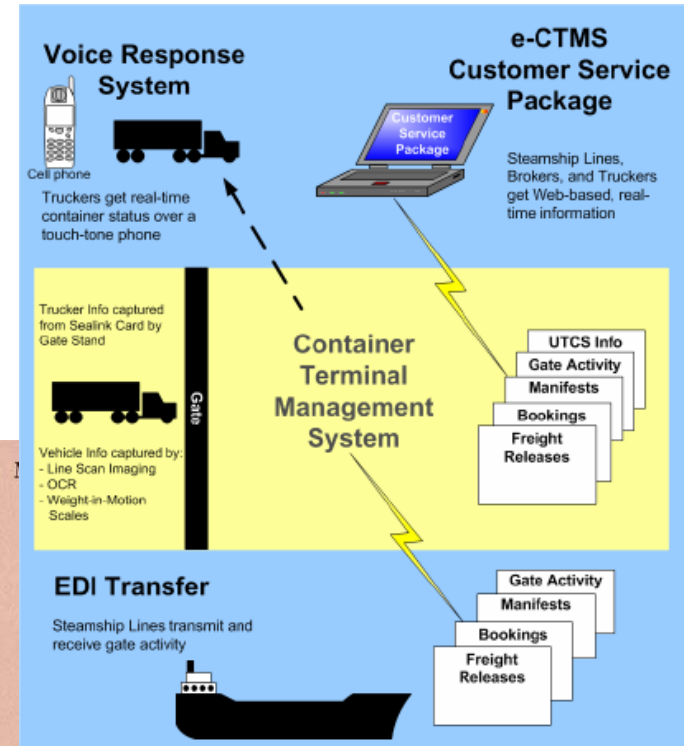 Voice Response
System
Cell phone
Truckers get real-time
container status over a
touch-tone phone
e-CTMS
Customer Service
Package
Customer
Service
Package
Steamship Lines,
Brokers, and Truckers
get Web-based, real-
time information
Trucker Info captured
from Sealink Card by
Gate Stand
Gate
Vehicle Info captured by:
- Line Scan Imaging
- OCR
- Weight-in-Motion
Scales
Container
Terminal
Management
System
UTCS Info
Gate Activity
Manifests
Bookings
Freight
Releases
EDI Transfer
Steamship Lines transmit and
receive gate activity
Gate Activity
Manifests
Bookings
Freight
Releases